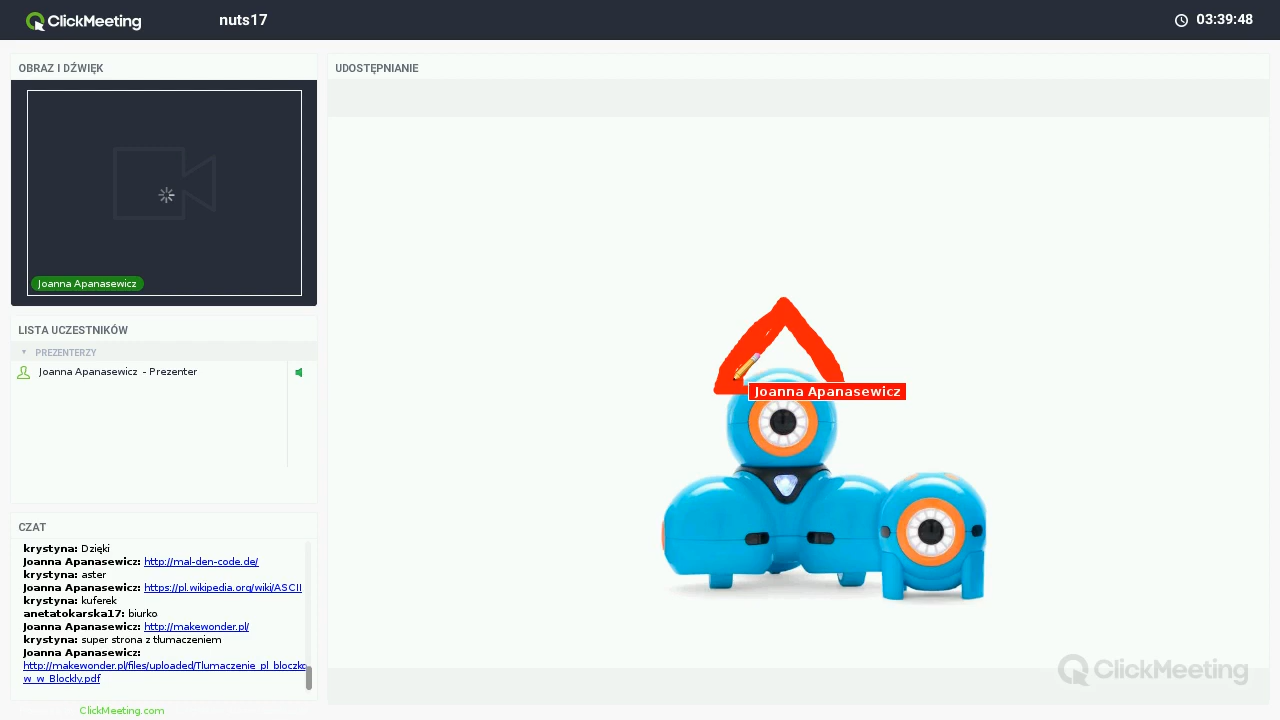 ClickMeeting
nuts17
03:39:48
OBRAZ I DŹWIĘK
Joanna Apanasewicz
LISTA UCZESTNIKÓW
PREZENTERZY
Joanna Apanasewicz - Prezenter
CZAT
krystyna: Dzięki
Joanna Apanasewicz: http://mal-den-code.de/
krystyna: aster
Joanna Apanasewicz: https://pl.wikipedia.org/wiki/ASCII
krystyna: kuferek
anetatokarska17: biurko
Joanna Apanasewicz: http://makewonder.pl/
krystyna: super strona z tłumaczeniem
Joanna Apanasewicz:
http://makewonder.pl/files/uploaded/Tlumaczenie_pl_bloczko
w_w_Blockly.pdf
ClickMeeting.com
UDOSTĘPNIANIE
Joanna Apanasewicz
ClickMeeting